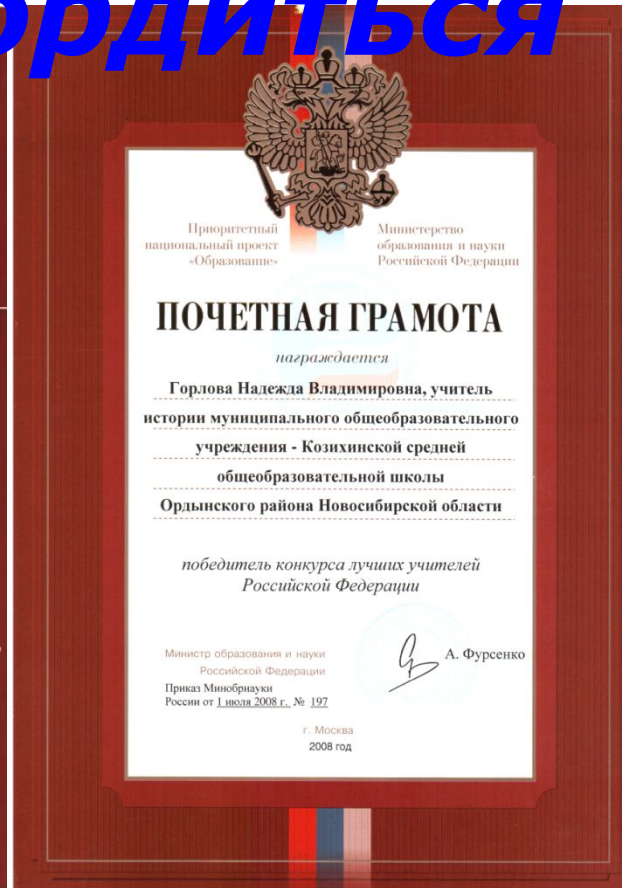 ордиться
Приоритетный
национальный проект
«Образование»
Министерство
образования и науки
Российской Федерации
ПОЧЕТНАЯ ГРАМОТА
награждается
Горлова Надежда Владимировна, учитель
истории муниципального общеобразовательного
учреждения - Козихинской средней
общеобразовательной школы
Ордынского района Новосибирской области
победитель конкурса лучших учителей
Российской Федерации
Министр образования и науки
Российской Федерации
А. Фурсенко
Приказ Минобрнауки
России от 1 июля 2008 г. № 197
г. Москва
2008 год